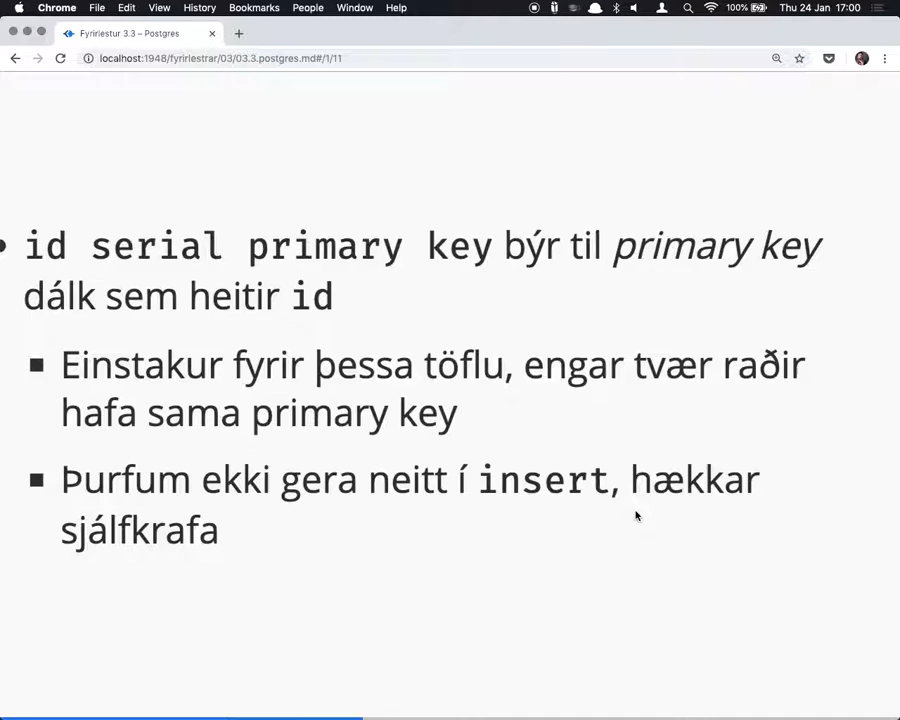 Chrome File Edit View History Bookmarks People Window Help 100% Thu 24 Jan 17:00
Fyrirlestur 3.3 – Postgres
localhost:1948/fyrirlestrar/03/03.3.postgres.md#/1/11
id serial primary key býr til primary key
dálk sem heitir id
Einstakur fyrir þessa töflu, engar tvær raðir
hafa sama primary key
Þurfum ekki gera neitt í insert, hækkar
sjálfkrafa